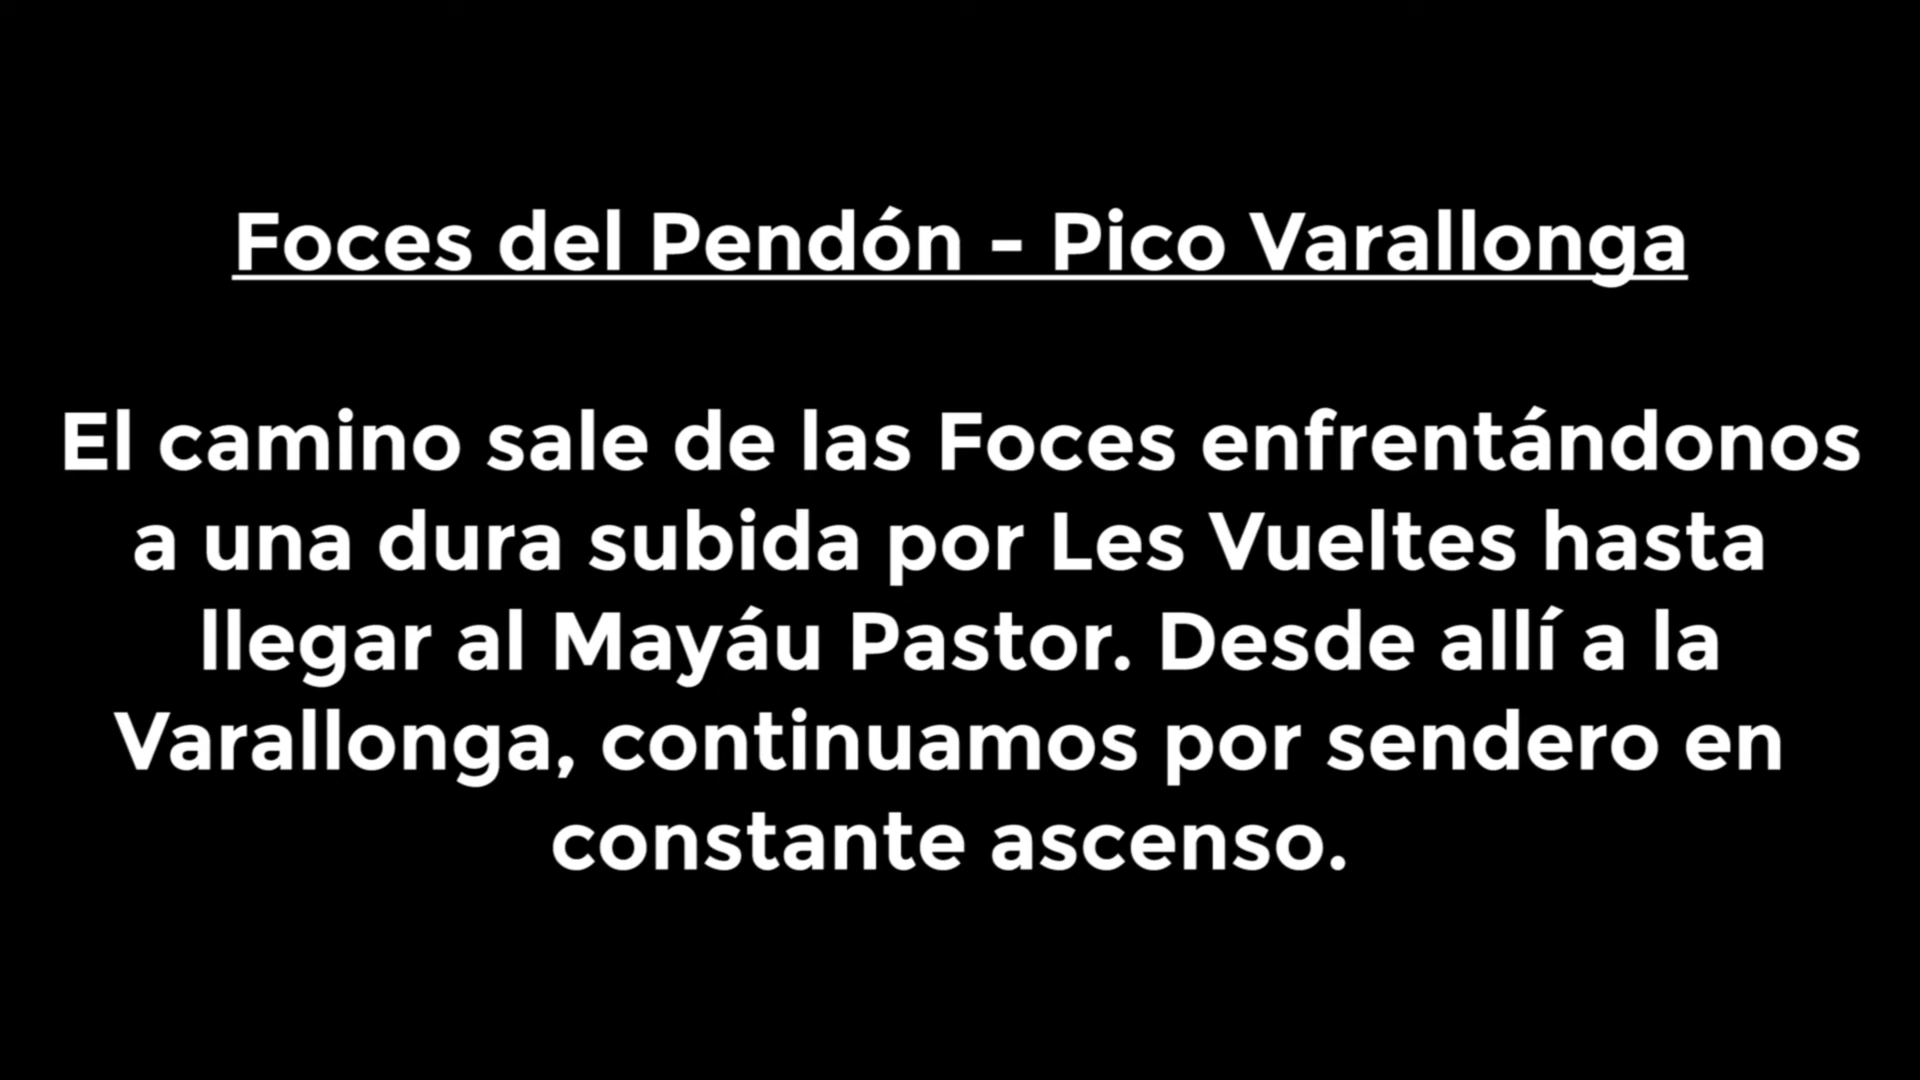 Foces del Pendón - Pico Varallonga
El camino sale de las Foces enfrentándonos
a una dura subida por Les Vueltes hasta
llegar al Mayáu Pastor. Desde allí a la
Varallonga, continuamos por sendero en
constante ascenso.